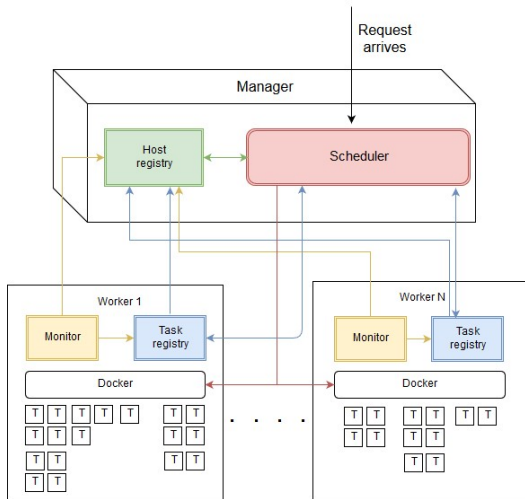 Request
arrives
Manager
Host
registry
Scheduler
Worker 1
Monitor
Task
registry
Docker
T T T T T T T
T T T T T
T T T T
T T
. . . .
Worker N
Monitor
Task
registry
Docker
T T T T T T
T T T T
T T